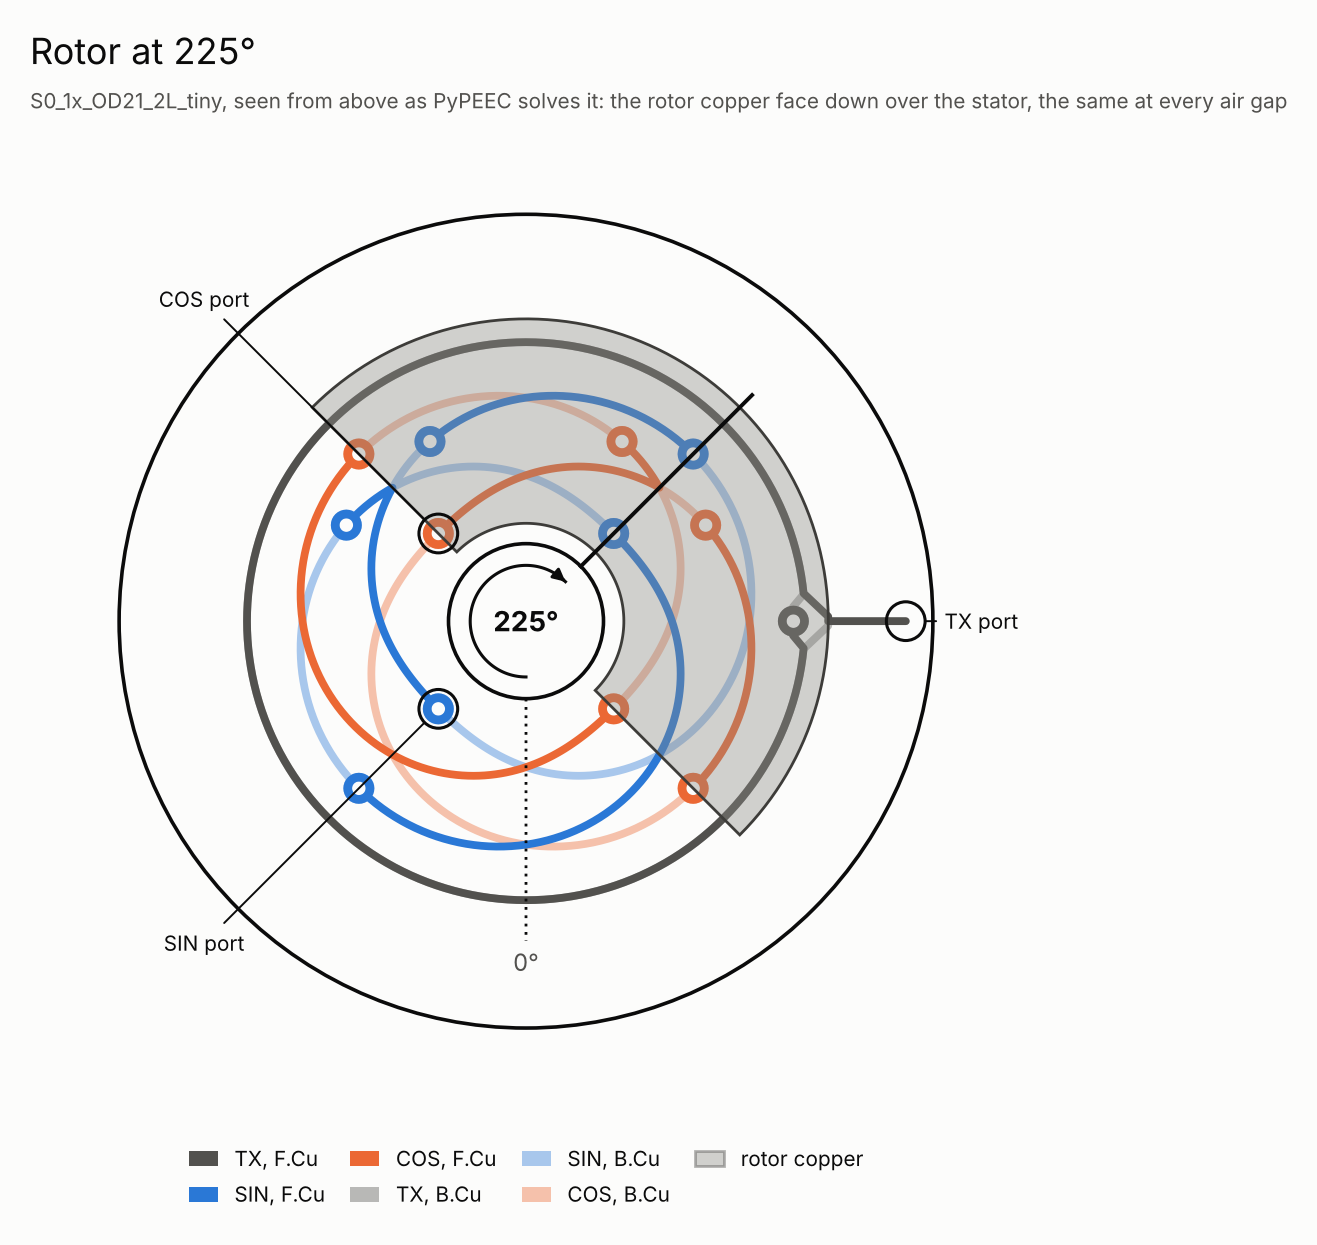 Rotor at 225°
S0_1x_OD21_2L_tiny, seen from above as PyPEEC solves it: the rotor copper face down over the stator, the same at every air gap
COS port
225°
TX port
SIN port
0°
TX, F.Cu
COS, F.Cu
SIN, B.Cu
rotor copper
SIN, F.Cu
TX, B.Cu
COS, B.Cu